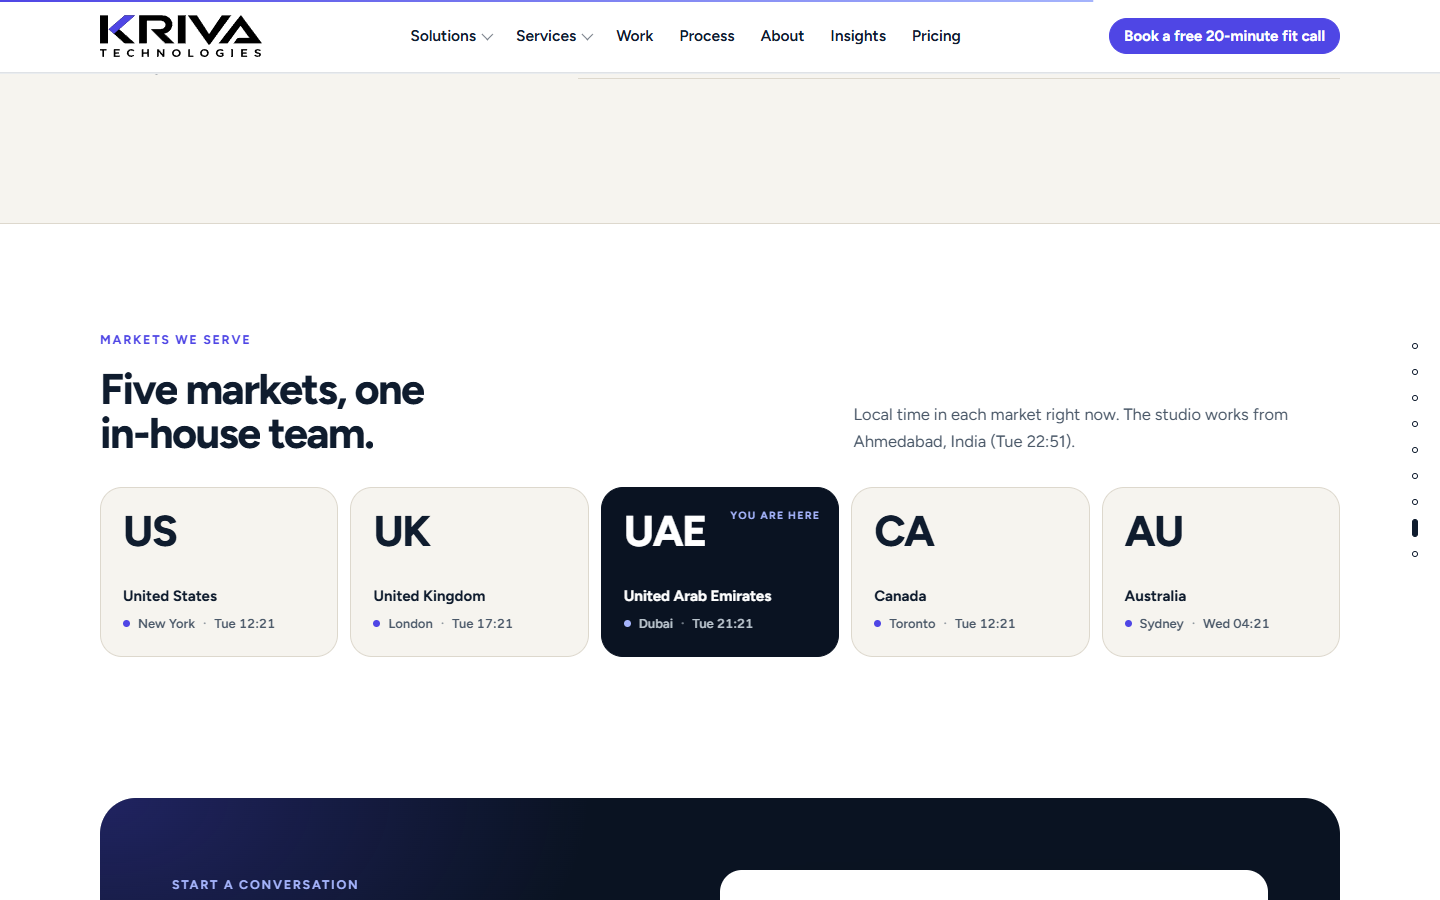 KRIVA
TECHNOLOGIES
Solutions
Services
Work
Process
About
Insights
Pricing
Book a free 20-minute fit call
MARKETS WE SERVE
Five markets, one
in-house team.
Local time in each market right now. The studio works from
Ahmedabad, India (Tue 22:51).
US
United States
New York · Tue 12:21
UK
United Kingdom
London · Tue 17:21
UAE
YOU ARE HERE
United Arab Emirates
Dubai · Tue 21:21
CA
Canada
Toronto · Tue 12:21
AU
Australia
Sydney · Wed 04:21
START A CONVERSATION